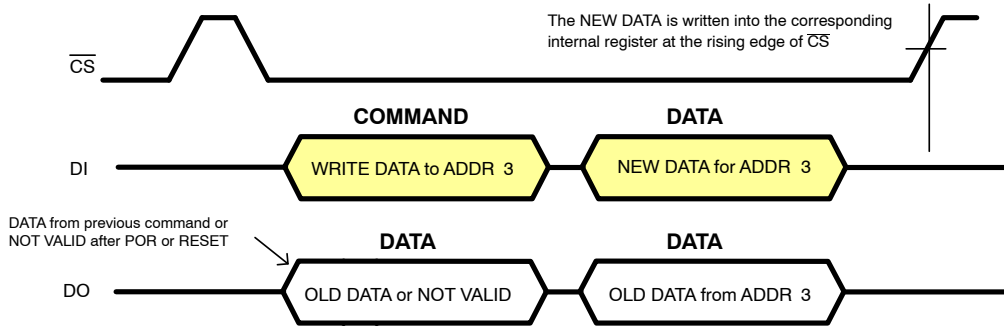 The NEW DATA is written into the corresponding
internal register at the rising edge of C̅S̅
C̅S̅
COMMAND
DATA
DI
WRITE DATA to ADDR 3
NEW DATA for ADDR 3
DATA from previous command or
NOT VALID after POR or RESET
DATA
DATA
DO
OLD DATA or NOT VALID
OLD DATA from ADDR 3